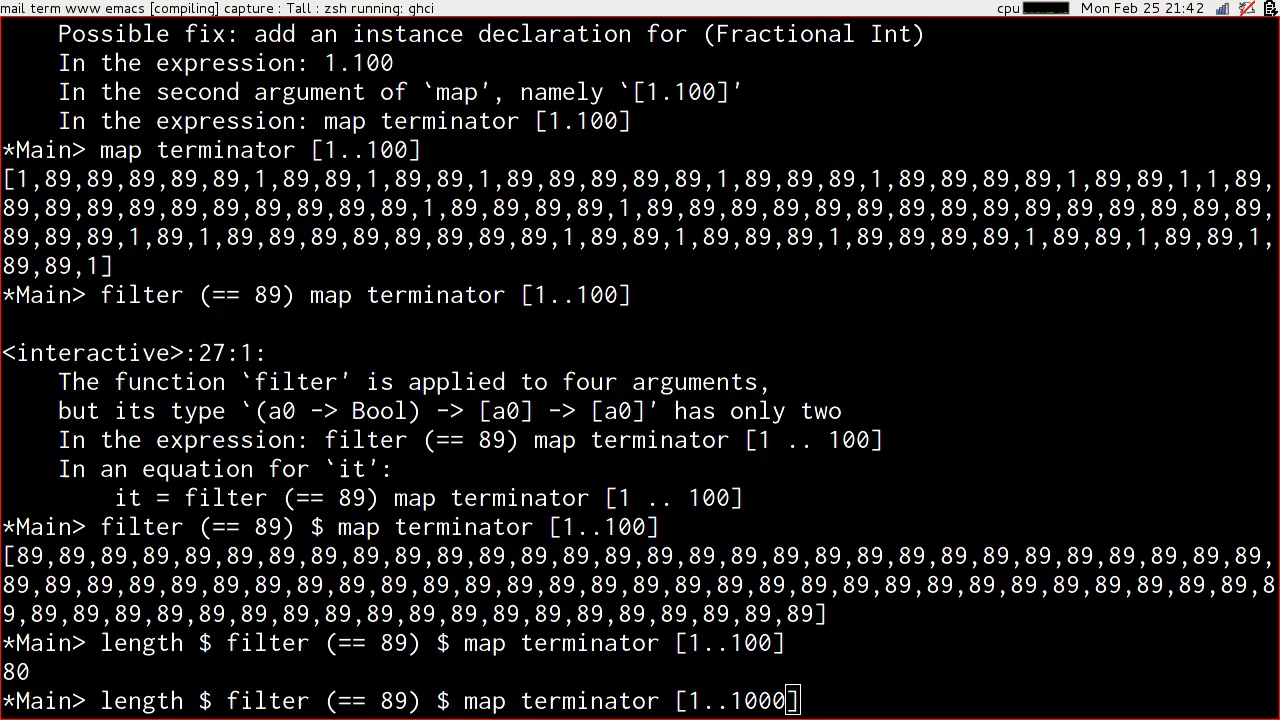 mail term www emacs [compiling] capture : Tall : zsh running: ghci cpu Mon Feb 25 21:42
Possible fix: add an instance declaration for (Fractional Int)
In the expression: 1.100
In the second argument of `map', namely `[1.100]'
In the expression: map terminator [1.100]
*Main> map terminator [1..100]
[1,89,89,89,89,89,1,89,89,1,89,89,1,89,89,89,89,89,1,89,89,89,1,89,89,89,89,1,89,89,1,1,89,
89,89,89,89,89,89,89,89,89,89,1,89,89,89,89,1,89,89,89,89,89,89,89,89,89,89,89,89,89,89,89,
89,89,89,1,89,1,89,89,89,89,89,89,89,89,1,89,89,1,89,89,89,1,89,89,89,89,1,89,89,1,89,89,1,
89,89,1]
*Main> filter (== 89) map terminator [1..100]
<interactive>:27:1:
The function `filter' is applied to four arguments,
but its type `(a0 -> Bool) -> [a0] -> [a0]' has only two
In the expression: filter (== 89) map terminator [1 .. 100]
In an equation for `it':
it = filter (== 89) map terminator [1 .. 100]
*Main> filter (== 89) $ map terminator [1..100]
[89,89,89,89,89,89,89,89,89,89,89,89,89,89,89,89,89,89,89,89,89,89,89,89,89,89,89,89,89,89,
89,89,89,89,89,89,89,89,89,89,89,89,89,89,89,89,89,89,89,89,89,89,89,89,89,89,89,89,89,89,8
9,89,89,89,89,89,89,89,89,89,89,89,89,89,89,89,89,89,89,89]
*Main> length $ filter (== 89) $ map terminator [1..100]
80
*Main> length $ filter (== 89) $ map terminator [1..1000]